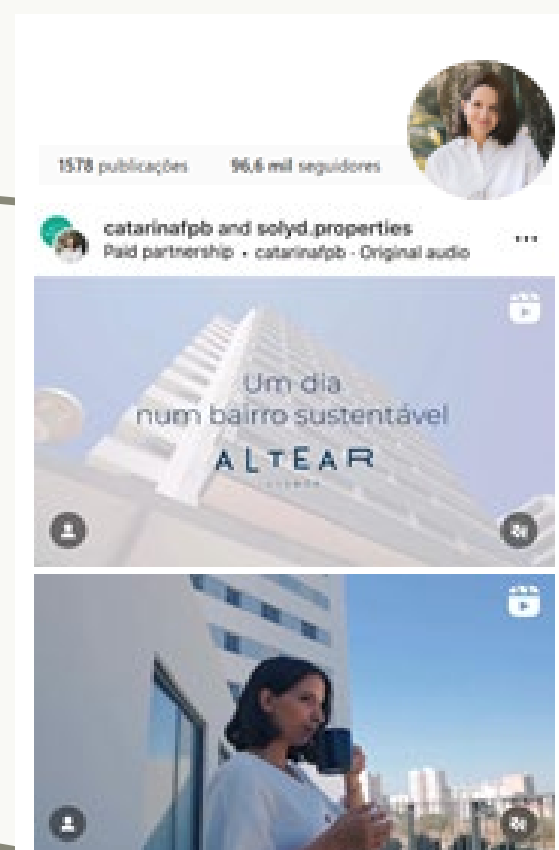 1578 publicações 96,6 mil seguidores
catarinafpb and solyd.properties
Paid partnership • catarinafpb · Original audio
Um dia
num bairro sustentável
ALTEAR